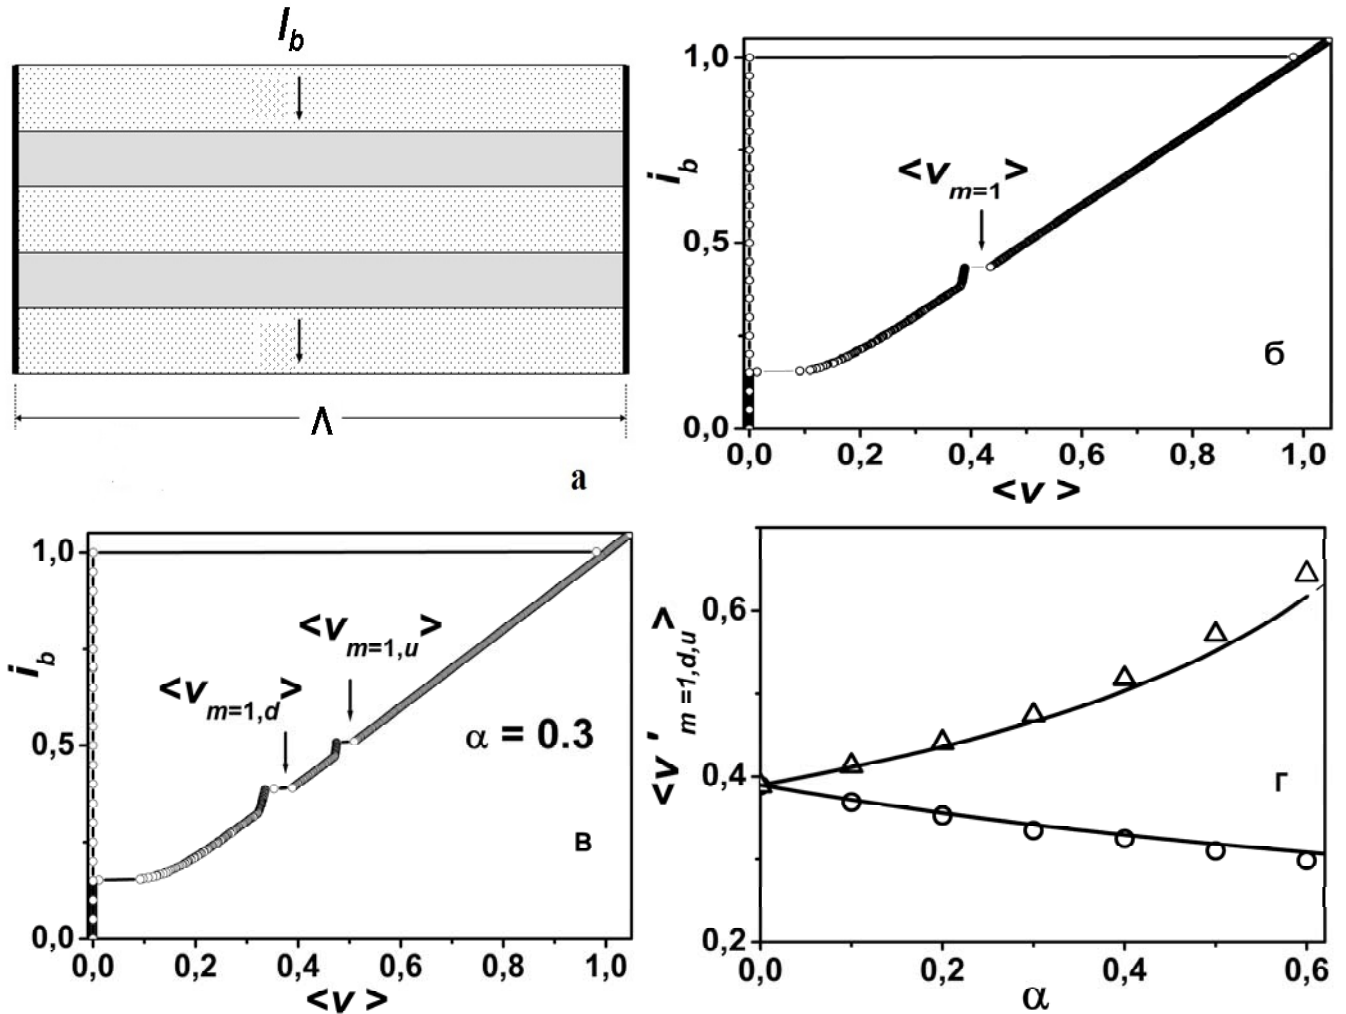 I_b
Λ
а
i_b
1,0
<v_{m=1}>
0,5
б
0,0
0,0 0,2 0,4 0,6 0,8 1,0
<v>
i_b
1,0
<v_{m=1,u}>
<v_{m=1,d}>
0,5
α = 0.3
в
0,0
0,0 0,2 0,4 0,6 0,8 1,0
<v>
<v'_{m=1,d,u}>
0,6
0,4
г
0,2
0,0 0,2 0,4 0,6
α